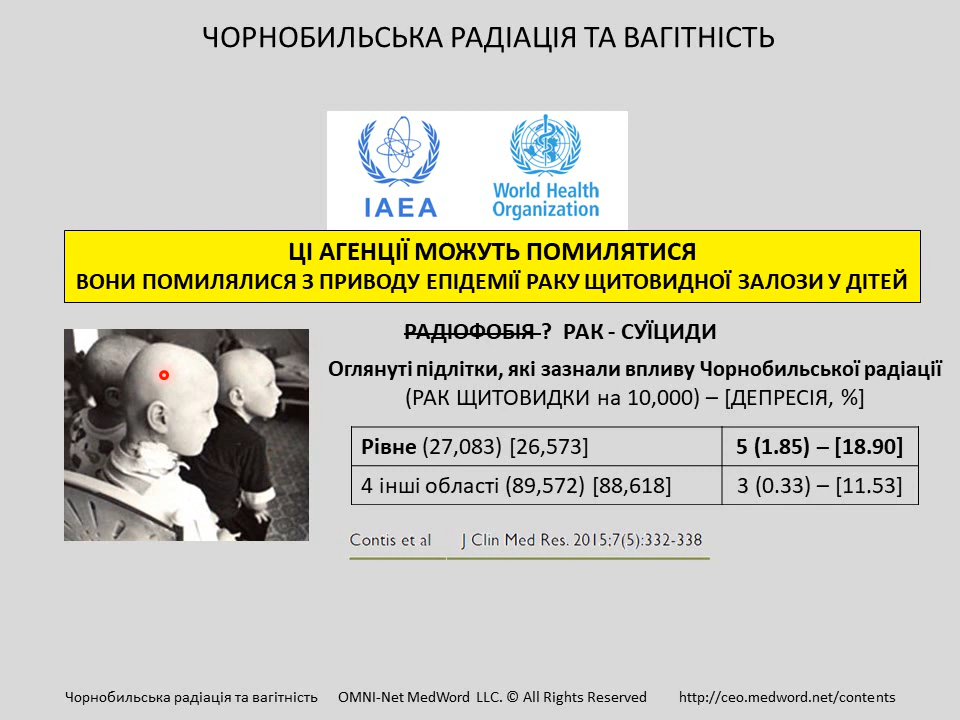 ЧОРНОБИЛЬСЬКА РАДІАЦІЯ ТА ВАГІТНІСТЬ
IAEA
World Health
Organization
ЦІ АГЕНЦІЇ МОЖУТЬ ПОМИЛЯТИСЯ
ВОНИ ПОМИЛЯЛИСЯ З ПРИВОДУ ЕПІДЕМІЇ РАКУ ЩИТОВИДНОЇ ЗАЛОЗИ У ДІТЕЙ
РАДІОФОБІЯ ? РАК - СУЇЦИДИ
Оглянуті підлітки, які зазнали впливу Чорнобильської радіації
(РАК ЩИТОВИДКИ на 10,000) – [ДЕПРЕСІЯ, %]
Рівне (27,083) [26,573] 5 (1.85) – [18.90]
4 інші області (89,572) [88,618] 3 (0.33) – [11.53]
Contis et al J Clin Med Res. 2015;7(5):332-338
Чорнобильська радіація та вагітність OMNI-Net MedWord LLC. © All Rights Reserved http://ceo.medword.net/contents